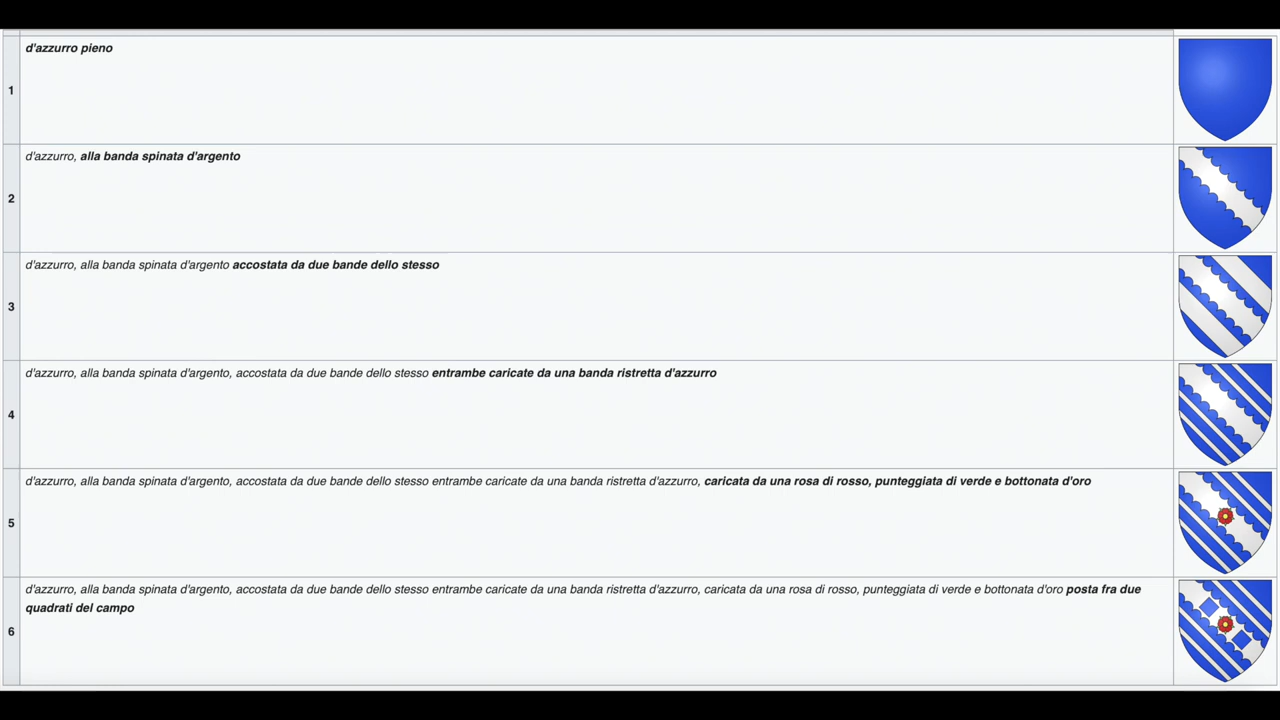 d'azzurro pieno
1
d'azzurro, alla banda spinata d'argento
2
d'azzurro, alla banda spinata d'argento accostata da due bande dello stesso
3
d'azzurro, alla banda spinata d'argento, accostata da due bande dello stesso entrambe caricate da una banda ristretta d'azzurro
4
d'azzurro, alla banda spinata d'argento, accostata da due bande dello stesso entrambe caricate da una banda ristretta d'azzurro, caricata da una rosa di rosso, punteggiata di verde e bottonata d'oro
5
d'azzurro, alla banda spinata d'argento, accostata da due bande dello stesso entrambe caricate da una banda ristretta d'azzurro, caricata da una rosa di rosso, punteggiata di verde e bottonata d'oro posta fra due
quadrati del campo
6